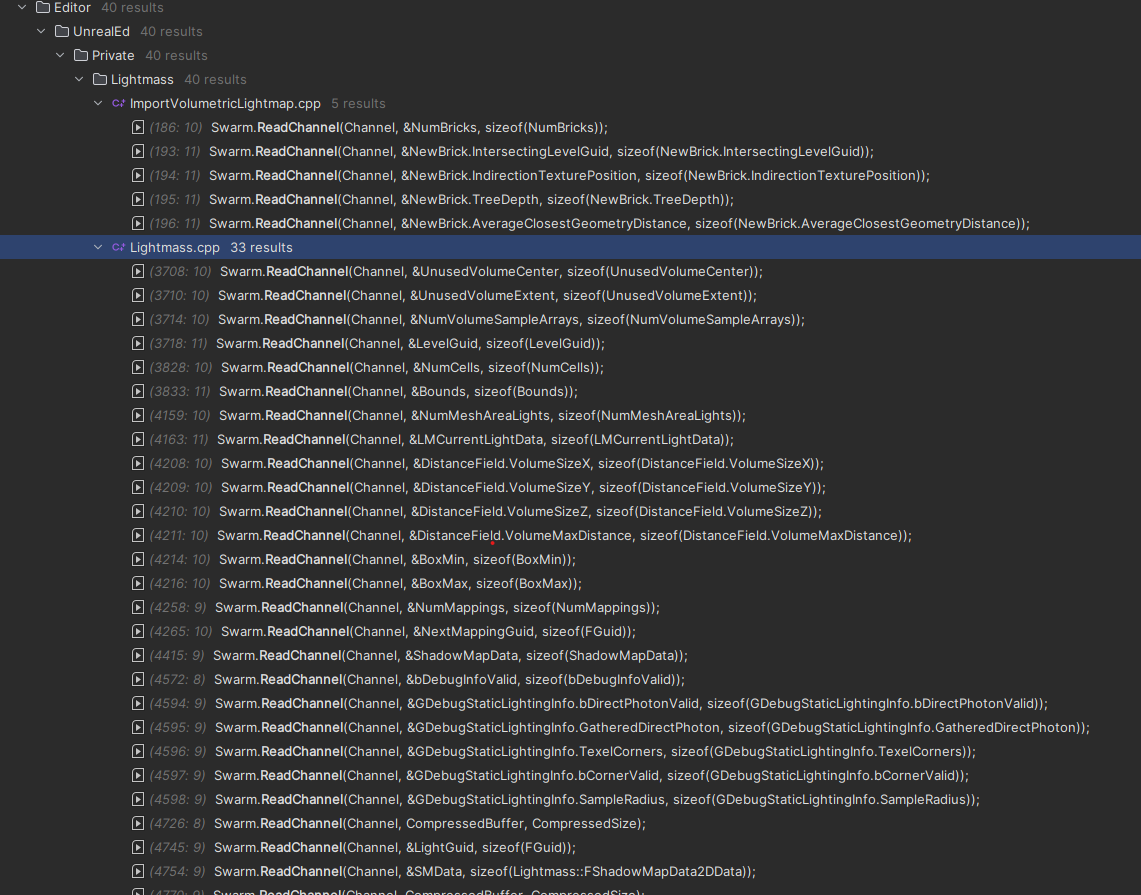 Editor 40 results
UnrealEd 40 results
Private 40 results
Lightmass 40 results
ImportVolumetricLightmap.cpp 5 results
(186: 10) Swarm.ReadChannel(Channel, &NumBricks, sizeof(NumBricks));
(193: 11) Swarm.ReadChannel(Channel, &NewBrick.IntersectingLevelGuid, sizeof(NewBrick.IntersectingLevelGuid));
(194: 11) Swarm.ReadChannel(Channel, &NewBrick.IndirectionTexturePosition, sizeof(NewBrick.IndirectionTexturePosition));
(195: 11) Swarm.ReadChannel(Channel, &NewBrick.TreeDepth, sizeof(NewBrick.TreeDepth));
(196: 11) Swarm.ReadChannel(Channel, &NewBrick.AverageClosestGeometryDistance, sizeof(NewBrick.AverageClosestGeometryDistance));
Lightmass.cpp 33 results
(3708: 10) Swarm.ReadChannel(Channel, &UnusedVolumeCenter, sizeof(UnusedVolumeCenter));
(3710: 10) Swarm.ReadChannel(Channel, &UnusedVolumeExtent, sizeof(UnusedVolumeExtent));
(3714: 10) Swarm.ReadChannel(Channel, &NumVolumeSampleArrays, sizeof(NumVolumeSampleArrays));
(3718: 11) Swarm.ReadChannel(Channel, &LevelGuid, sizeof(LevelGuid));
(3828: 10) Swarm.ReadChannel(Channel, &NumCells, sizeof(NumCells));
(3833: 11) Swarm.ReadChannel(Channel, &Bounds, sizeof(Bounds));
(4159: 10) Swarm.ReadChannel(Channel, &NumMeshAreaLights, sizeof(NumMeshAreaLights));
(4163: 11) Swarm.ReadChannel(Channel, &LMCurrentLightData, sizeof(LMCurrentLightData));
(4208: 10) Swarm.ReadChannel(Channel, &DistanceField.VolumeSizeX, sizeof(DistanceField.VolumeSizeX));
(4209: 10) Swarm.ReadChannel(Channel, &DistanceField.VolumeSizeY, sizeof(DistanceField.VolumeSizeY));
(4210: 10) Swarm.ReadChannel(Channel, &DistanceField.VolumeSizeZ, sizeof(DistanceField.VolumeSizeZ));
(4211: 10) Swarm.ReadChannel(Channel, &DistanceField.VolumeMaxDistance, sizeof(DistanceField.VolumeMaxDistance));
(4214: 10) Swarm.ReadChannel(Channel, &BoxMin, sizeof(BoxMin));
(4216: 10) Swarm.ReadChannel(Channel, &BoxMax, sizeof(BoxMax));
(4258: 9) Swarm.ReadChannel(Channel, &NumMappings, sizeof(NumMappings));
(4265: 10) Swarm.ReadChannel(Channel, &NextMappingGuid, sizeof(FGuid));
(4415: 9) Swarm.ReadChannel(Channel, &ShadowMapData, sizeof(ShadowMapData));
(4572: 8) Swarm.ReadChannel(Channel, &bDebugInfoValid, sizeof(bDebugInfoValid));
(4594: 9) Swarm.ReadChannel(Channel, &GDebugStaticLightingInfo.bDirectPhotonValid, sizeof(GDebugStaticLightingInfo.bDirectPhotonValid));
(4595: 9) Swarm.ReadChannel(Channel, &GDebugStaticLightingInfo.GatheredDirectPhoton, sizeof(GDebugStaticLightingInfo.GatheredDirectPhoton));
(4596: 9) Swarm.ReadChannel(Channel, &GDebugStaticLightingInfo.TexelCorners, sizeof(GDebugStaticLightingInfo.TexelCorners));
(4597: 9) Swarm.ReadChannel(Channel, &GDebugStaticLightingInfo.bCornerValid, sizeof(GDebugStaticLightingInfo.bCornerValid));
(4598: 9) Swarm.ReadChannel(Channel, &GDebugStaticLightingInfo.SampleRadius, sizeof(GDebugStaticLightingInfo.SampleRadius));
(4726: 8) Swarm.ReadChannel(Channel, CompressedBuffer, CompressedSize);
(4745: 9) Swarm.ReadChannel(Channel, &LightGuid, sizeof(FGuid));
(4754: 9) Swarm.ReadChannel(Channel, &SMData, sizeof(Lightmass::FShadowMapData2DData));
Swarm.ReadChannel(Channel, CompressedBuffer, CompressedSize);